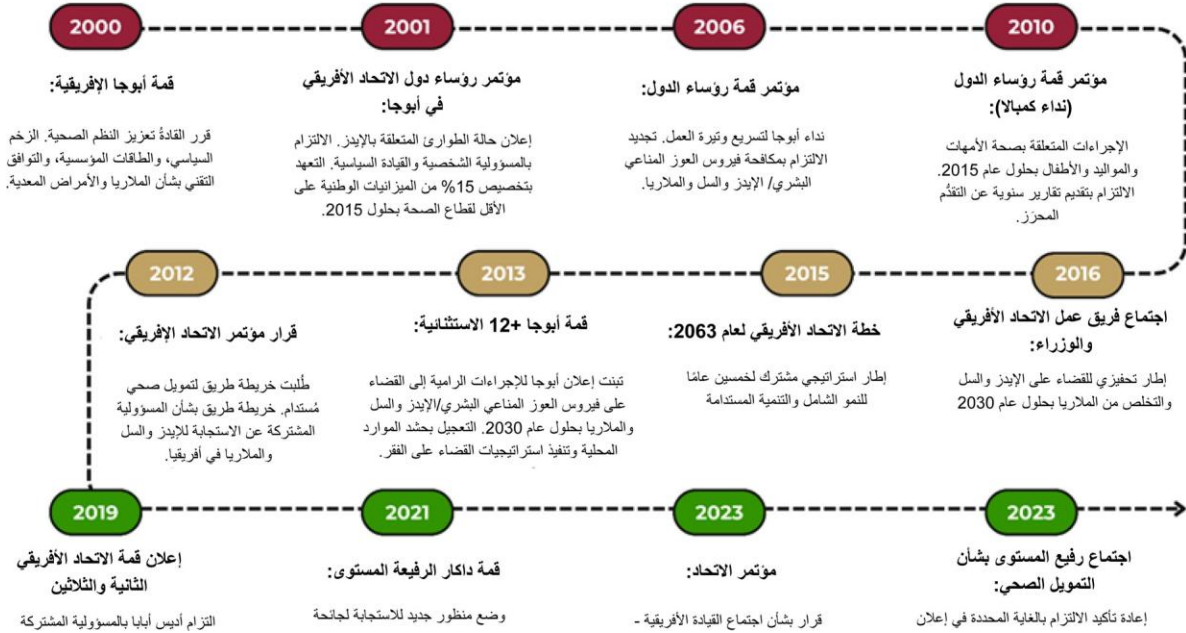 2000
قمة أبوجا الإفريقية:
قرر القادةُ تعزيز النظم الصحية. الزخم
السياسي، والطاقات المؤسسية، والتوافق
التقني بشأن الملاريا والأمراض المعدية.
2001
مؤتمر رؤساء دول الاتحاد الأفريقي
في أبوجا:
إعلان حالة الطوارئ المتعلقة بالإيدز. الالتزام
بالمسؤولية الشخصية والقيادة السياسية. التعهد
بتخصيص 15% من الميزانيات الوطنية على
الأقل لقطاع الصحة بحلول 2015.
2006
مؤتمر قمة رؤساء الدول:
نداء أبوجا لتسريع وتيرة العمل. تجديد
الالتزام بمكافحة فيروس العوز المناعي
البشري/ الإيدز والسل والملاريا.
2010
مؤتمر قمة رؤساء الدول
(نداء كمبالا):
الإجراءات المتعلقة بصحة الأمهات
والمواليد والأطفال بحلول عام 2015.
الالتزام بتقديم تقارير سنوية عن التقدُّم
المحرَز.
2012
قرار مؤتمر الاتحاد الإفريقي:
طُلبت خريطة طريق لتمويل صحي
مُستدام. خريطة طريق بشأن المسؤولية
المشتركة عن الاستجابة للإيدز والسل
والملاريا في أفريقيا.
2013
قمة أبوجا +12 الاستثنائية:
تبنت إعلان أبوجا للإجراءات الرامية إلى القضاء
على فيروس العوز المناعي البشري/الإيدز والسل
والملاريا بحلول عام 2030. التعجيل بحشد الموارد
المحلية وتنفيذ استراتيجيات القضاء على الفقر.
2015
خطة الاتحاد الأفريقي لعام 2063:
إطار استراتيجي مشترك لخمسين عامًا
للنمو الشامل والتنمية المستدامة
2016
اجتماع فريق عمل الاتحاد الأفريقي
والوزراء:
إطار تحفيزي للقضاء على الإيدز والسل
والتخلص من الملاريا بحلول عام 2030
2019
إعلان قمة الاتحاد الأفريقي
الثانية والثلاثين
التزام أديس أبابا بالمسؤولية المشتركة
2021
قمة داكار الرفيعة المستوى:
وضع منظور جديد للاستجابة لجائحة
2023
مؤتمر الاتحاد:
قرار بشأن اجتماع القيادة الأفريقية -
2023
اجتماع رفيع المستوى بشأن
التمويل الصحي:
إعادة تأكيد الالتزام بالغاية المحددة في إعلان